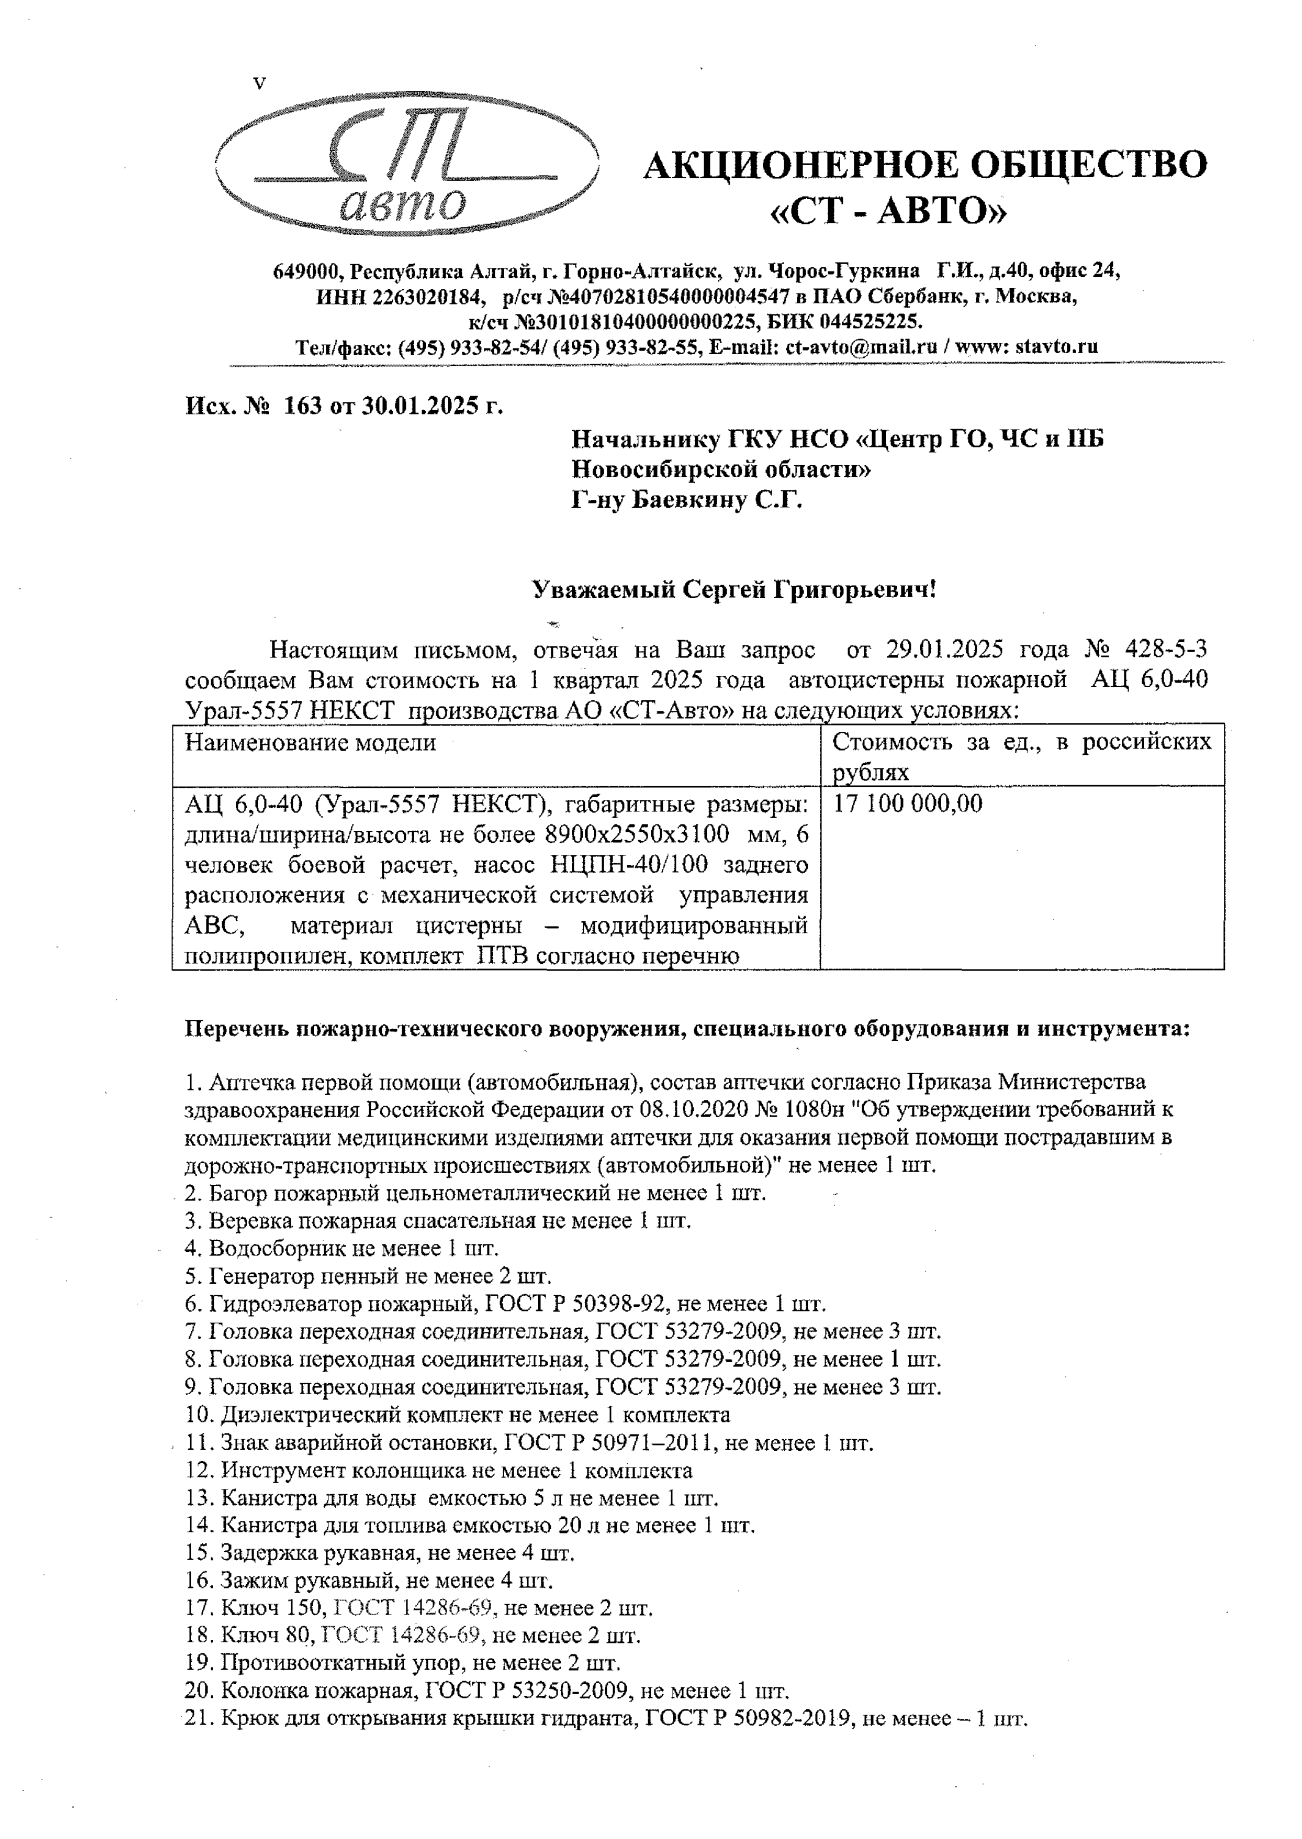 v
СТ
авто
АКЦИОНЕРНОЕ ОБЩЕСТВО
«СТ - АВТО»
649000, Республика Алтай, г. Горно-Алтайск, ул. Чорос-Гуркина Г.И., д.40, офис 24,
ИНН 2263020184, р/сч №40702810540000004547 в ПАО Сбербанк, г. Москва,
к/сч №30101810400000000225, БИК 044525225.
Тел/факс: (495) 933-82-54/ (495) 933-82-55, E-mail: ct-avto@mail.ru / www: stavto.ru
Исх. № 163 от 30.01.2025 г.
Начальнику ГКУ НСО «Центр ГО, ЧС и ПБ
Новосибирской области»
Г-ну Баевкину С.Г.
Уважаемый Сергей Григорьевич!
Настоящим письмом, отвечая на Ваш запрос от 29.01.2025 года № 428-5-3
сообщаем Вам стоимость на 1 квартал 2025 года автоцистерны пожарной АЦ 6,0-40
Урал-5557 НЕКСТ производства АО «СТ-Авто» на следующих условиях:
Наименование модели
Стоимость за ед., в российских
рублях
АЦ 6,0-40 (Урал-5557 НЕКСТ), габаритные размеры:
17 100 000,00
длина/ширина/высота не более 8900х2550х3100 мм, 6
человек боевой расчет, насос НЦПН-40/100 заднего
расположения с механической системой управления
АВС, материал цистерны – модифицированный
полипропилен, комплект ПТВ согласно перечню
Перечень пожарно-технического вооружения, специального оборудования и инструмента:
1. Аптечка первой помощи (автомобильная), состав аптечки согласно Приказа Министерства
здравоохранения Российской Федерации от 08.10.2020 № 1080н "Об утверждении требований к
комплектации медицинскими изделиями аптечки для оказания первой помощи пострадавшим в
дорожно-транспортных происшествиях (автомобильной)" не менее 1 шт.
2. Багор пожарный цельнометаллический не менее 1 шт.
3. Веревка пожарная спасательная не менее 1 шт.
4. Водосборник не менее 1 шт.
5. Генератор пенный не менее 2 шт.
6. Гидроэлеватор пожарный, ГОСТ Р 50398-92, не менее 1 шт.
7. Головка переходная соединительная, ГОСТ 53279-2009, не менее 3 шт.
8. Головка переходная соединительная, ГОСТ 53279-2009, не менее 1 шт.
9. Головка переходная соединительная, ГОСТ 53279-2009, не менее 3 шт.
10. Диэлектрический комплект не менее 1 комплекта
11. Знак аварийной остановки, ГОСТ Р 50971–2011, не менее 1 шт.
12. Инструмент колонщика не менее 1 комплекта
13. Канистра для воды емкостью 5 л не менее 1 шт.
14. Канистра для топлива емкостью 20 л не менее 1 шт.
15. Задержка рукавная, не менее 4 шт.
16. Зажим рукавный, не менее 4 шт.
17. Ключ 150, ГОСТ 14286-69, не менее 2 шт.
18. Ключ 80, ГОСТ 14286-69, не менее 2 шт.
19. Противооткатный упор, не менее 2 шт.
20. Колонка пожарная, ГОСТ Р 53250-2009, не менее 1 шт.
21. Крюк для открывания крышки гидранта, ГОСТ Р 50982-2019, не менее – 1 шт.